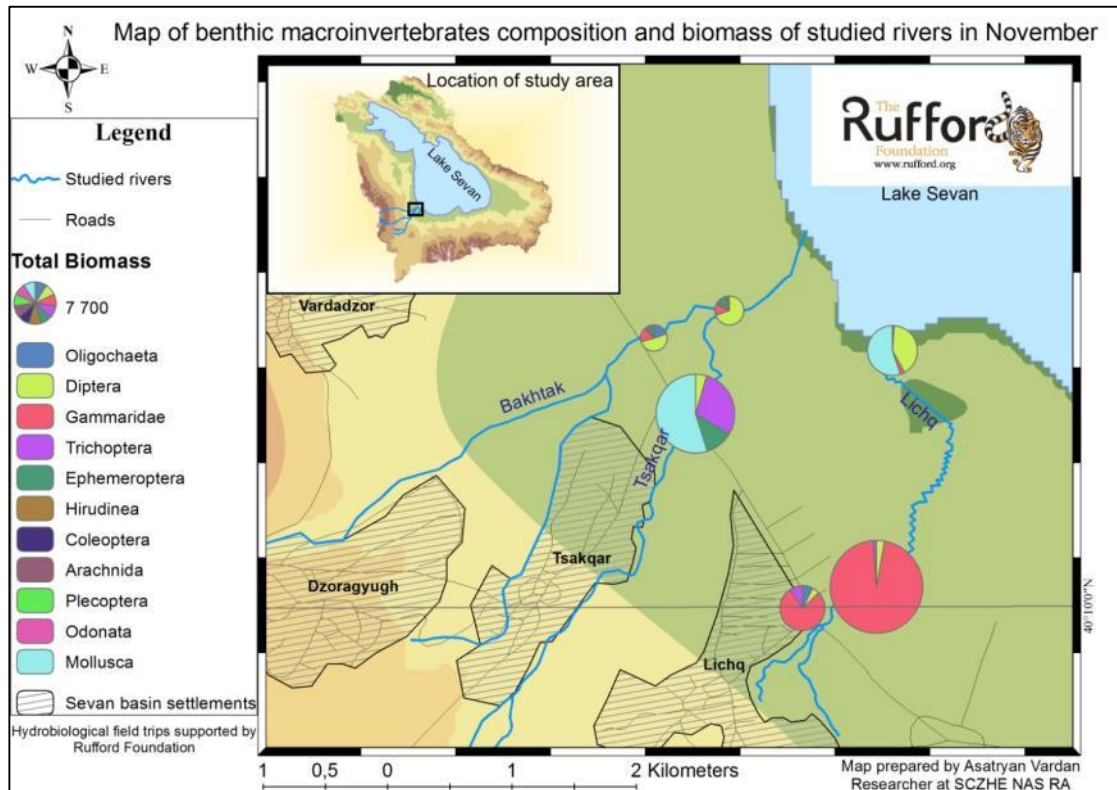 Map of benthic macroinvertebrates composition and biomass of studied rivers in November
N
W E
S
Legend
Studied rivers
Roads
Total Biomass
7 700
Oligochaeta
Diptera
Gammaridae
Trichoptera
Ephemeroptera
Hirudinea
Coleoptera
Arachnida
Plecoptera
Odonata
Mollusca
Sevan basin settlements
Hydrobiological field trips supported by
Rufford Foundation
Location of study area
Lake Sevan
The
Rufford
Foundation
www.rufford.org
Lake Sevan
Vardadzor
Bakhtak
Tsakqar
Lichq
Dzoragyugh
Tsakqar
Lichq
40°10'0"N
1 0,5 0 1 2 Kilometers
Map prepared by Asatryan Vardan
Researcher at SCZHE NAS RA